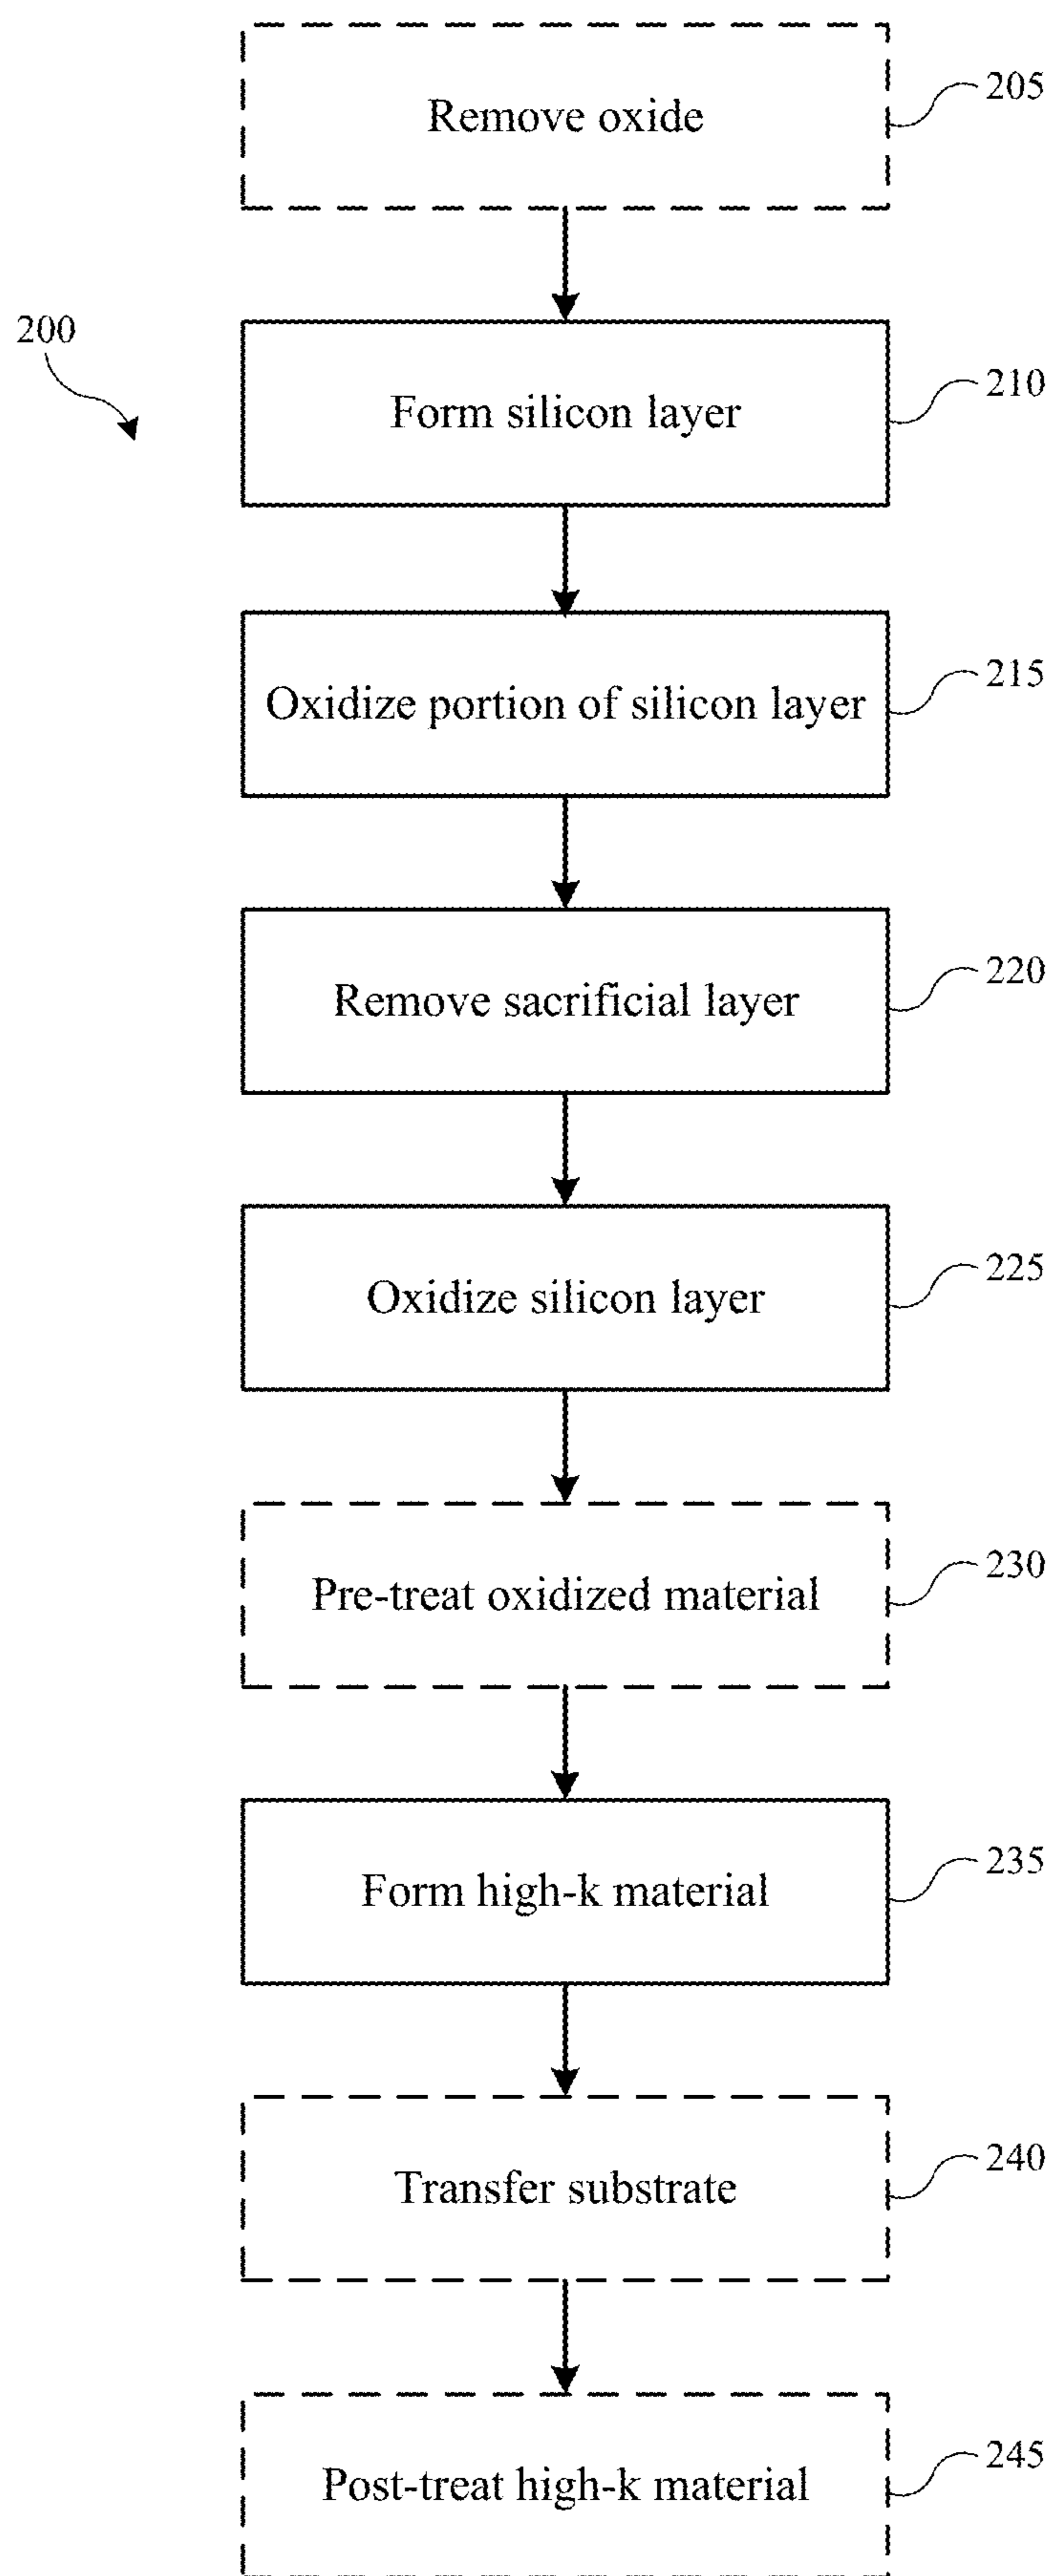 Remove oxide
205
200
Form silicon layer
210
Oxidize portion of silicon layer
215
Remove sacrificial layer
220
Oxidize silicon layer
225
Pre-treat oxidized material
230
Form high-k material
235
Transfer substrate
240
Post-treat high-k material
245